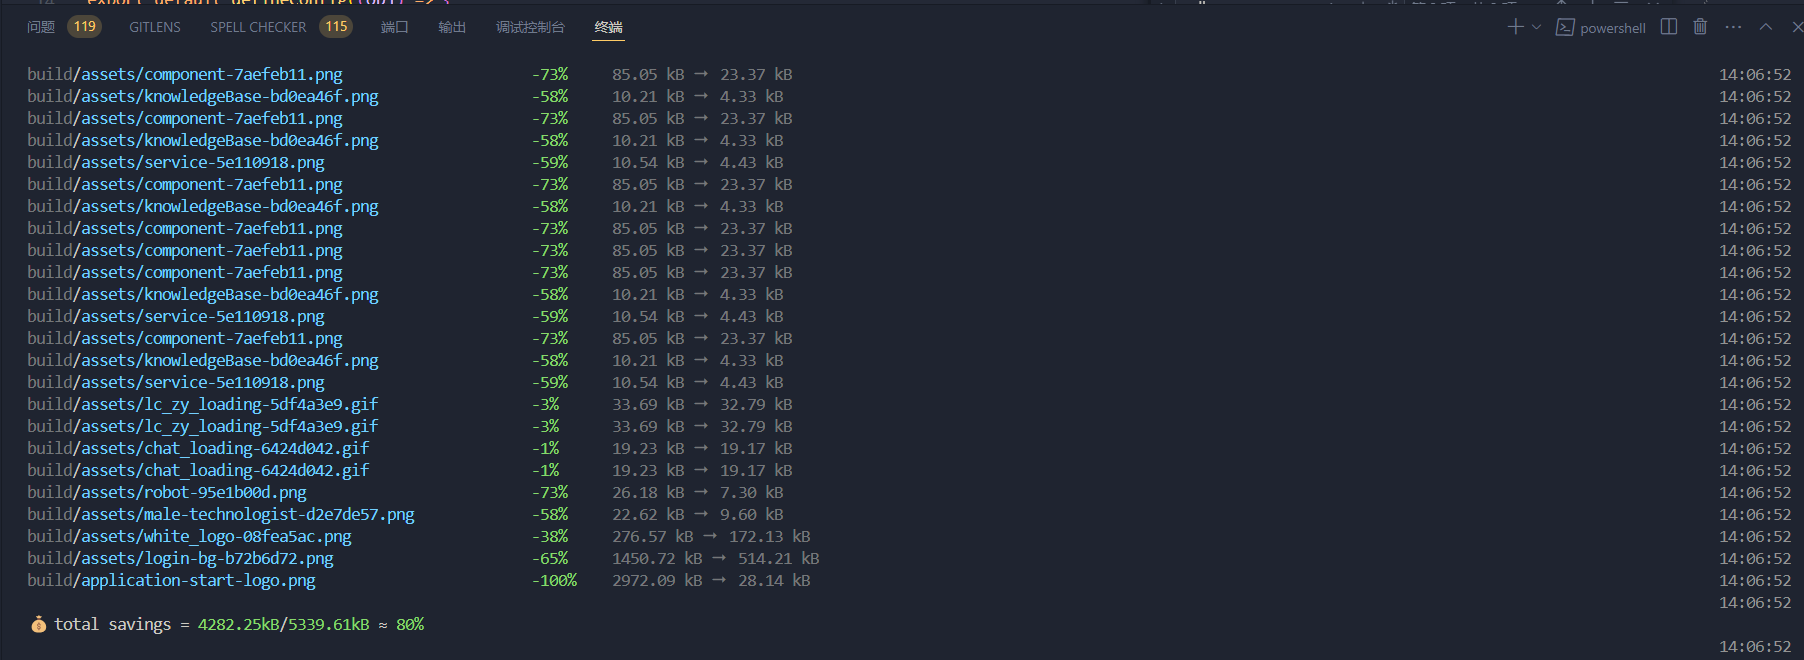 export default defineConfig((opt) => {
问题 119 GITLENS SPELL CHECKER 115 端口 输出 调试控制台 终端 powershell
build/assets/component-7aefeb11.png -73% 85.05 kB → 23.37 kB 14:06:52
build/assets/knowledgeBase-bd0ea46f.png -58% 10.21 kB → 4.33 kB 14:06:52
build/assets/component-7aefeb11.png -73% 85.05 kB → 23.37 kB 14:06:52
build/assets/knowledgeBase-bd0ea46f.png -58% 10.21 kB → 4.33 kB 14:06:52
build/assets/service-5e110918.png -59% 10.54 kB → 4.43 kB 14:06:52
build/assets/component-7aefeb11.png -73% 85.05 kB → 23.37 kB 14:06:52
build/assets/knowledgeBase-bd0ea46f.png -58% 10.21 kB → 4.33 kB 14:06:52
build/assets/component-7aefeb11.png -73% 85.05 kB → 23.37 kB 14:06:52
build/assets/component-7aefeb11.png -73% 85.05 kB → 23.37 kB 14:06:52
build/assets/component-7aefeb11.png -73% 85.05 kB → 23.37 kB 14:06:52
build/assets/knowledgeBase-bd0ea46f.png -58% 10.21 kB → 4.33 kB 14:06:52
build/assets/service-5e110918.png -59% 10.54 kB → 4.43 kB 14:06:52
build/assets/component-7aefeb11.png -73% 85.05 kB → 23.37 kB 14:06:52
build/assets/knowledgeBase-bd0ea46f.png -58% 10.21 kB → 4.33 kB 14:06:52
build/assets/service-5e110918.png -59% 10.54 kB → 4.43 kB 14:06:52
build/assets/lc_zy_loading-5df4a3e9.gif -3% 33.69 kB → 32.79 kB 14:06:52
build/assets/lc_zy_loading-5df4a3e9.gif -3% 33.69 kB → 32.79 kB 14:06:52
build/assets/chat_loading-6424d042.gif -1% 19.23 kB → 19.17 kB 14:06:52
build/assets/chat_loading-6424d042.gif -1% 19.23 kB → 19.17 kB 14:06:52
build/assets/robot-95e1b00d.png -73% 26.18 kB → 7.30 kB 14:06:52
build/assets/male-technologist-d2e7de57.png -58% 22.62 kB → 9.60 kB 14:06:52
build/assets/white_logo-08fea5ac.png -38% 276.57 kB → 172.13 kB 14:06:52
build/assets/login-bg-b72b6d72.png -65% 1450.72 kB → 514.21 kB 14:06:52
build/application-start-logo.png -100% 2972.09 kB → 28.14 kB 14:06:52
14:06:52
💰 total savings = 4282.25kB/5339.61kB ≈ 80%
14:06:52